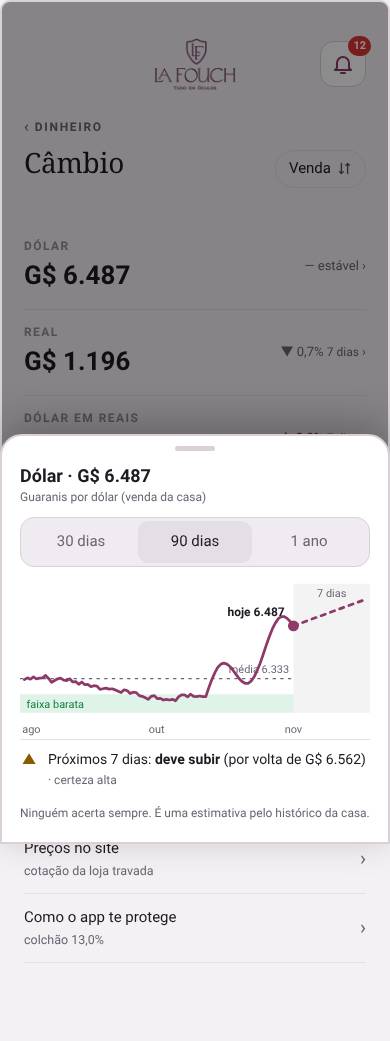 12
LA FOUCH
‹ DINHEIRO
Câmbio
Venda
DÓLAR
G$ 6.487
— estável ›
REAL
G$ 1.196
▼ 0,7% 7 dias ›
DÓLAR EM REAIS
Dólar · G$ 6.487
Guaranis por dólar (venda da casa)
30 dias
90 dias
1 ano
7 dias
hoje 6.487
média 6.333
faixa barata
ago
out
nov
▲ Próximos 7 dias: deve subir (por volta de G$ 6.562)
· certeza alta
Ninguém acerta sempre. É uma estimativa pelo histórico da casa.
Preços no site
cotação da loja travada
›
Como o app te protege
colchão 13,0%
›